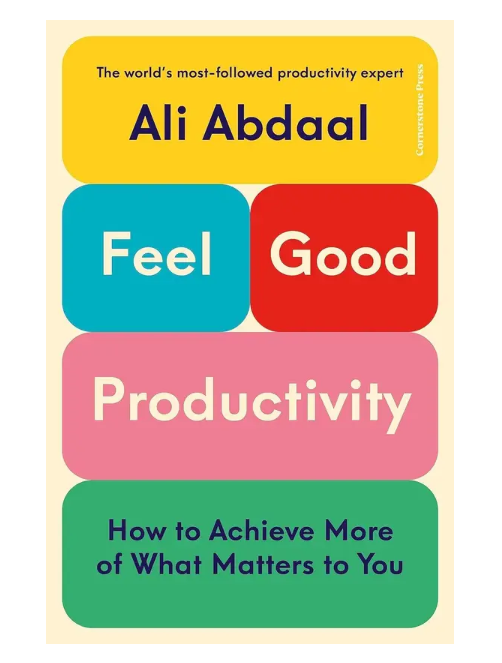 The world's most-followed productivity expert
Ali Abdaal
Cornerstone Press
Feel Good
Productivity
How to Achieve More
of What Matters to You